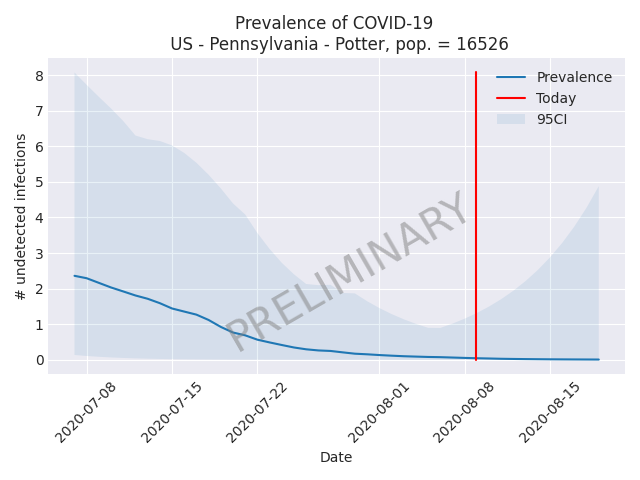 Prevalence of COVID-19
US - Pennsylvania - Potter, pop. = 16526
8
7
6
5
4
3
2
1
0
# undetected infections
Prevalence
Today
95CI
PRELIMINARY
2020-07-08
2020-07-15
2020-07-22
2020-08-01
2020-08-08
2020-08-15
Date